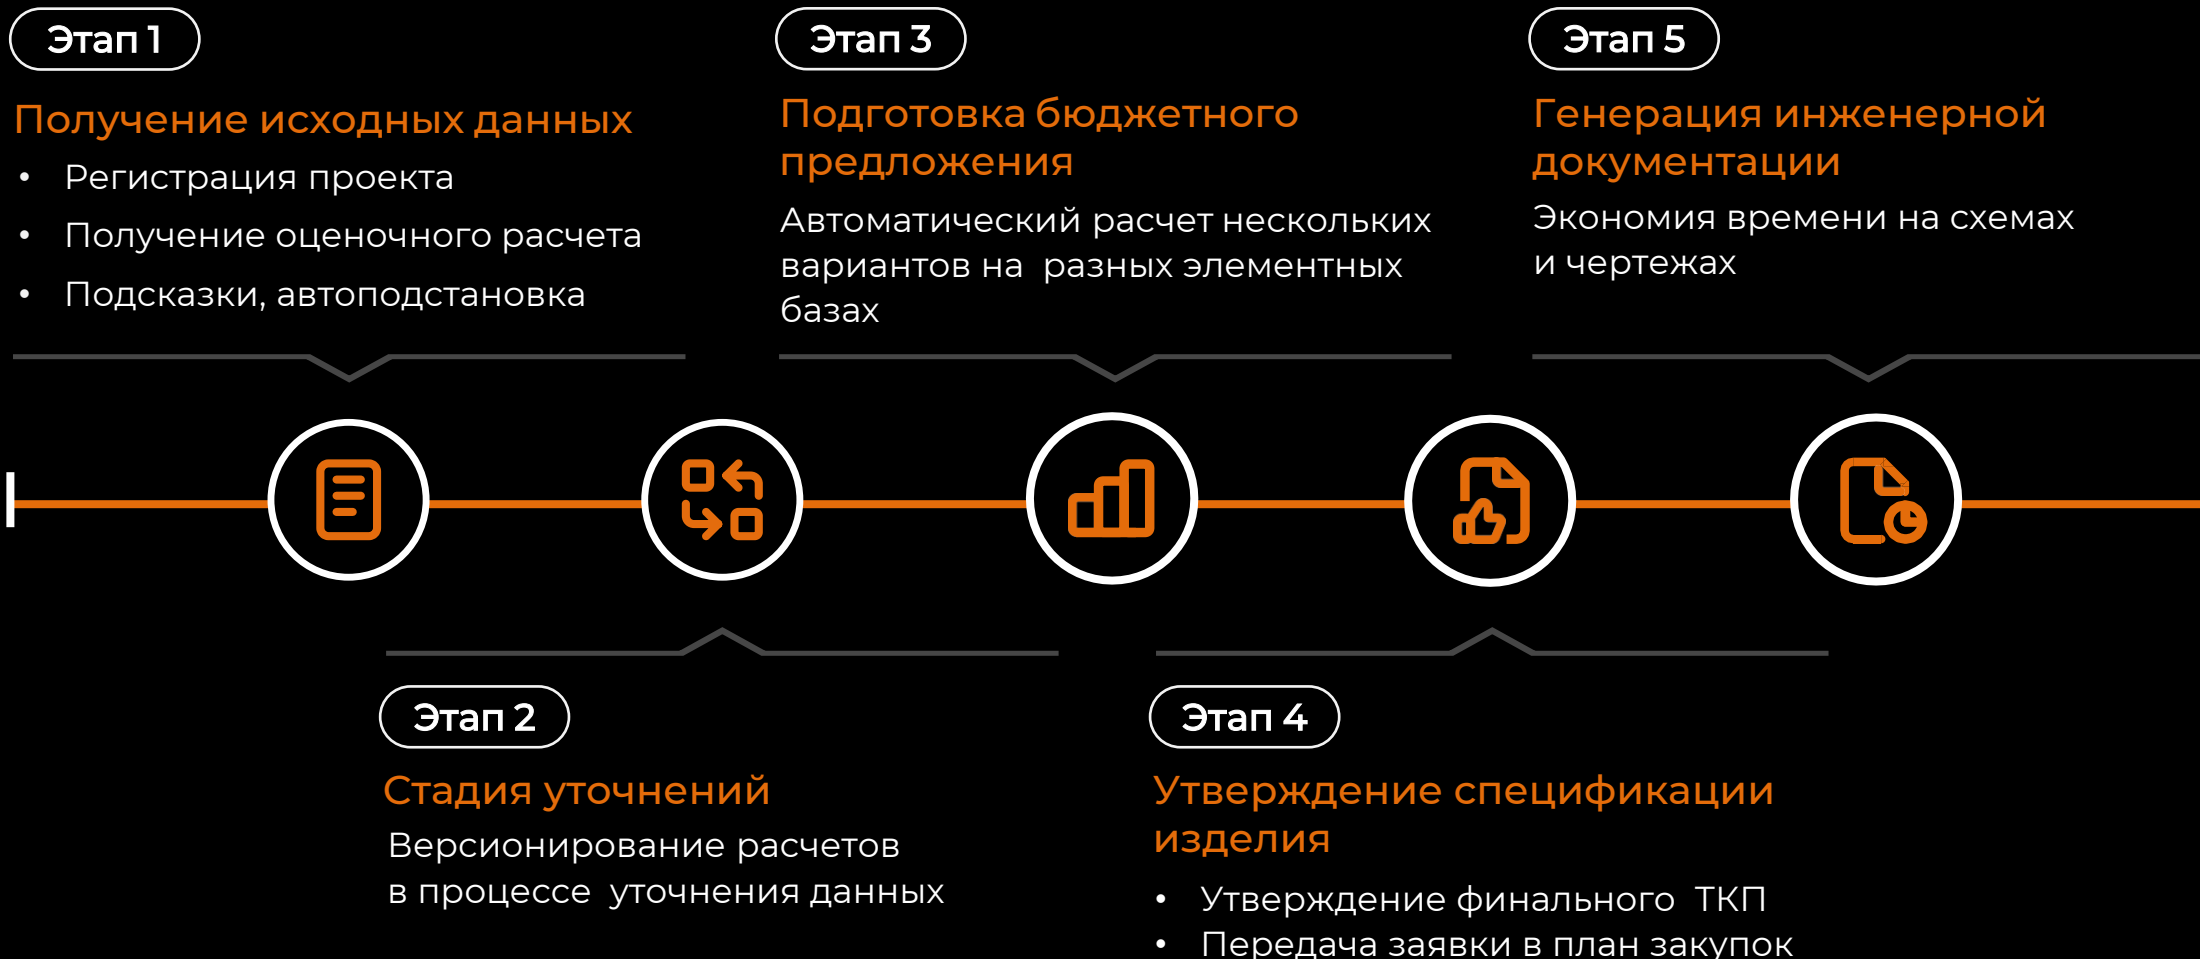 Этап 1
Получение исходных данных
• Регистрация проекта
• Получение оценочного расчета
• Подсказки, автоподстановка
Этап 2
Стадия уточнений
Версионирование расчетов
в процессе уточнения данных
Этап 3
Подготовка бюджетного
предложения
Автоматический расчет нескольких
вариантов на разных элементных
базах
Этап 4
Утверждение спецификации
изделия
• Утверждение финального ТКП
• Передача заявки в план закупок
Этап 5
Генерация инженерной
документации
Экономия времени на схемах
и чертежах